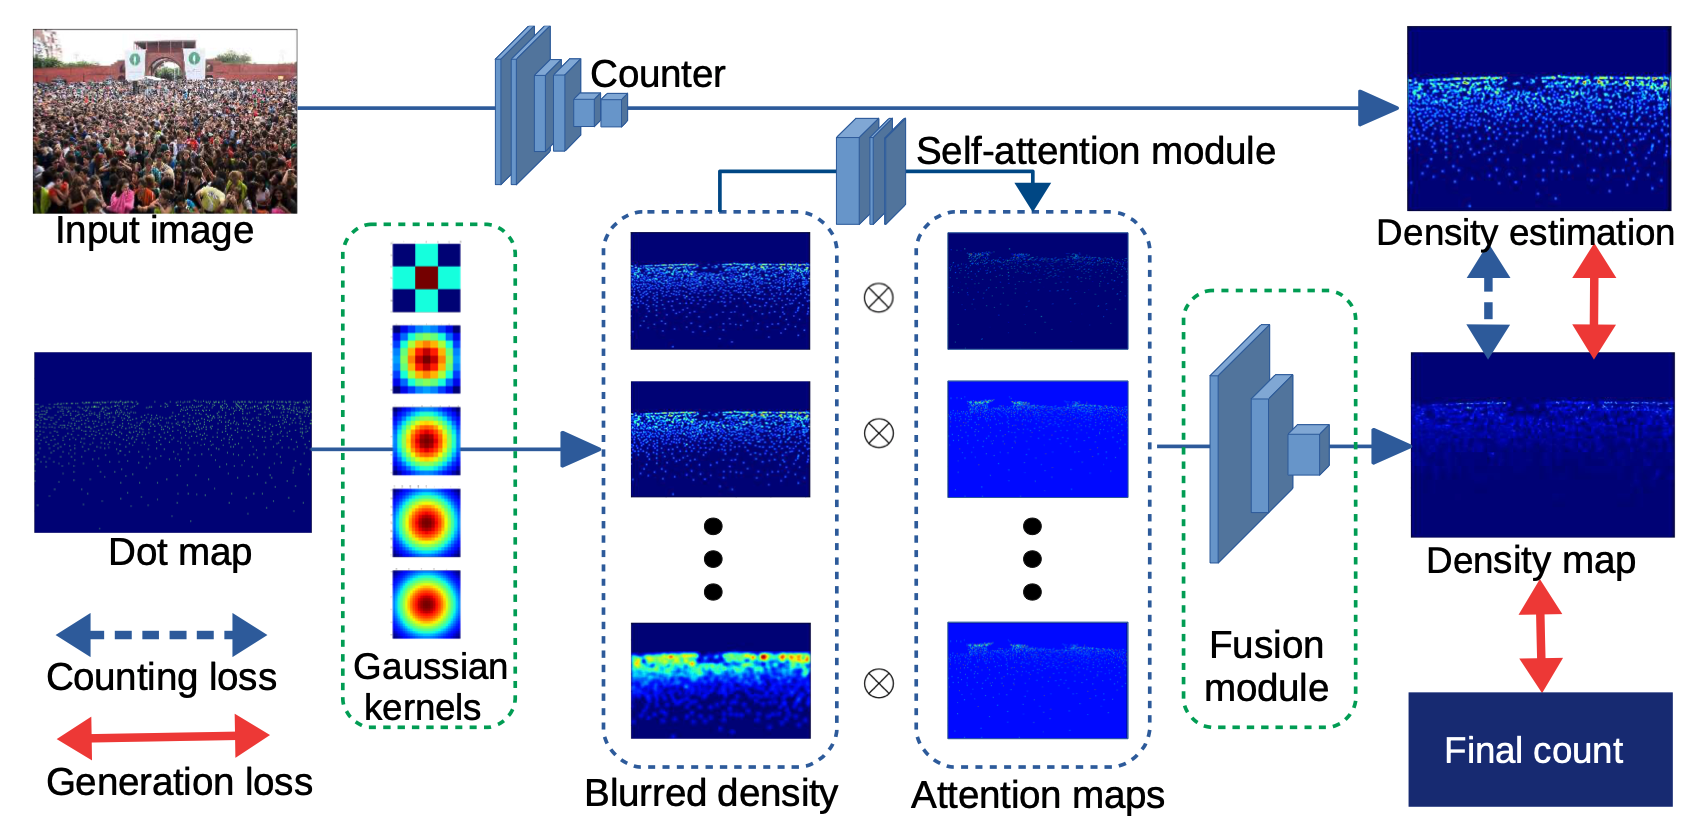 Counter
Self-attention module
Input image
Density estimation
Dot map
Density map
Counting loss
Gaussian
kernels
Fusion
module
Generation loss
Blurred density
Attention maps
Final count